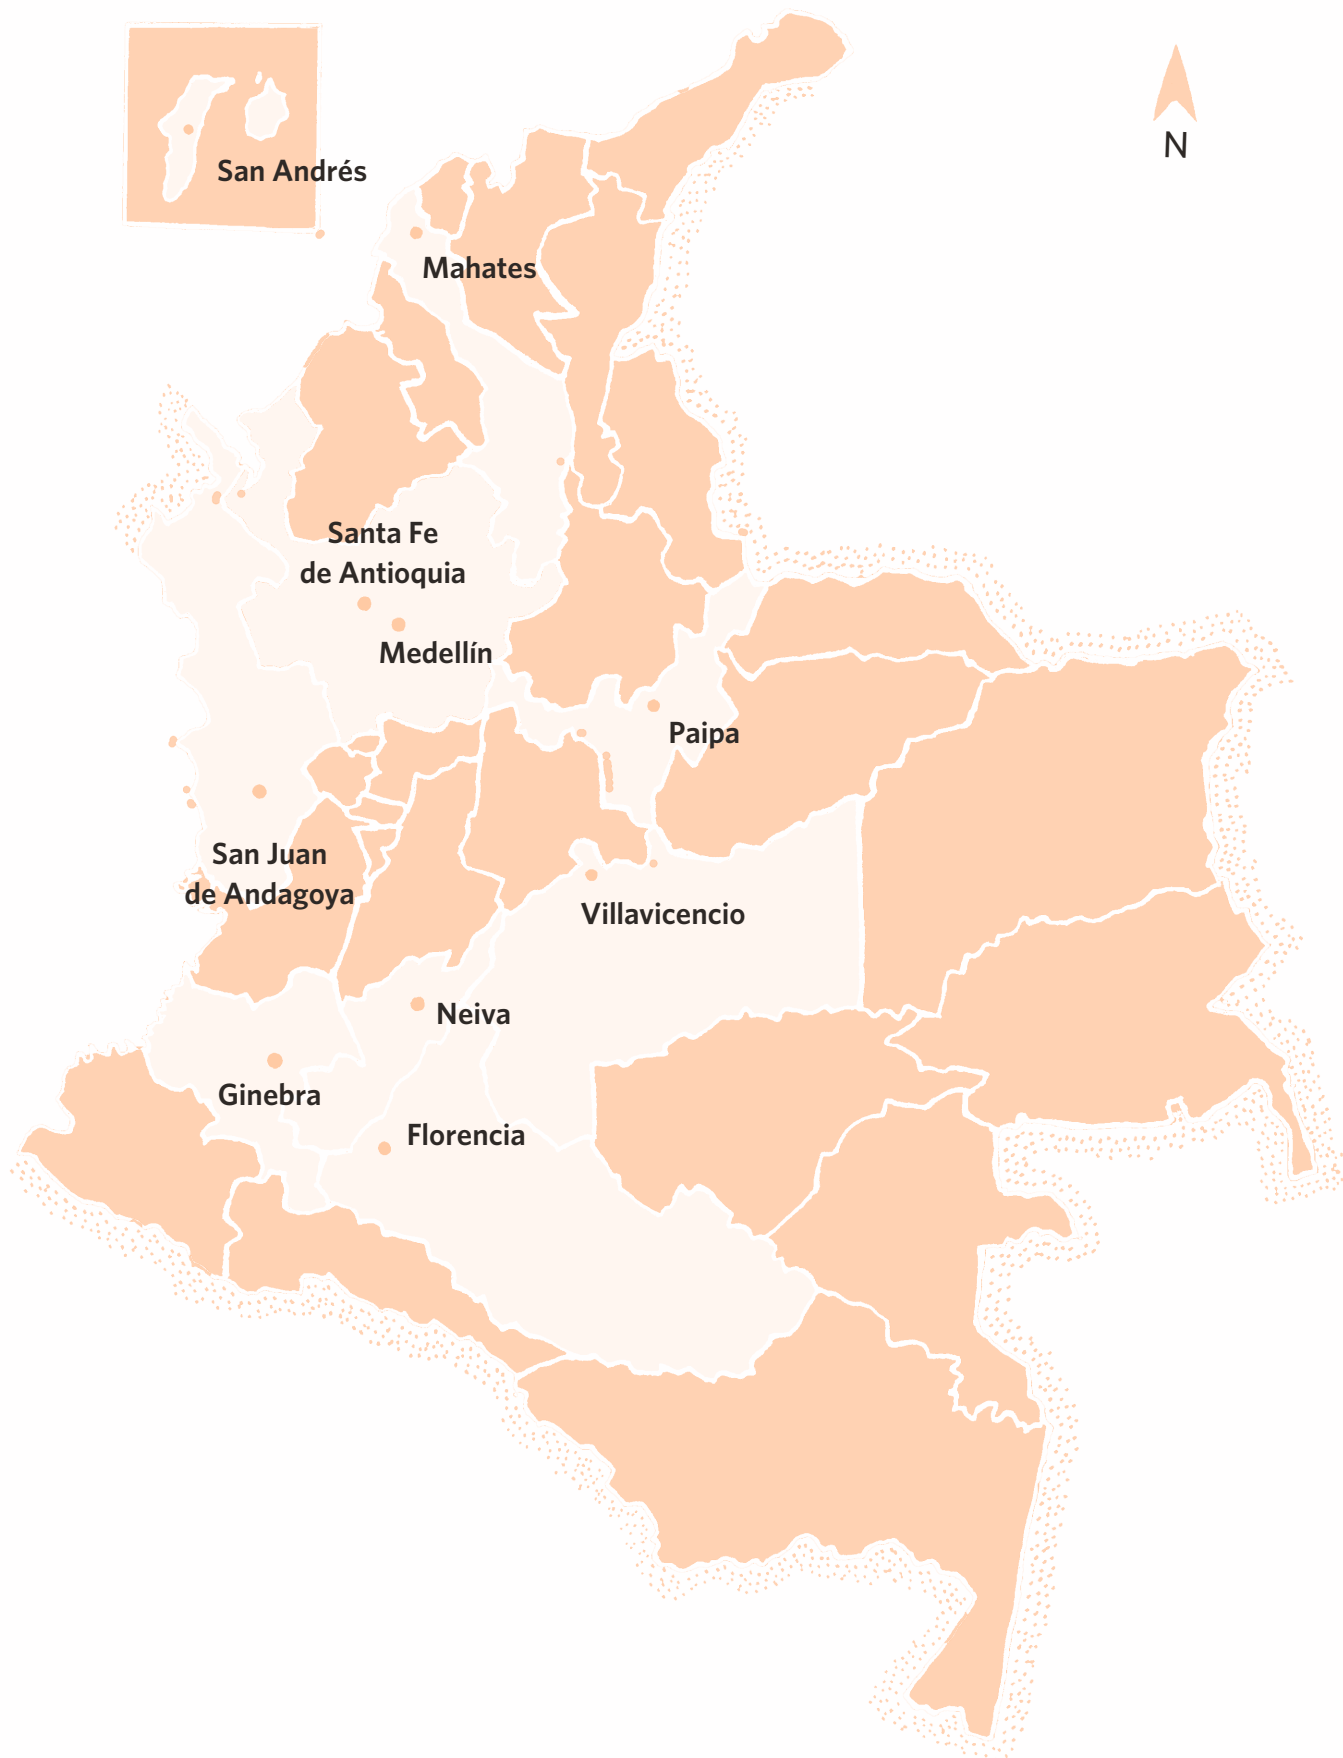 N
San Andrés
Mahates
Santa Fe
de Antioquia
Medellín
Paipa
San Juan
de Andagoya
Villavicencio
Neiva
Ginebra
Florencia